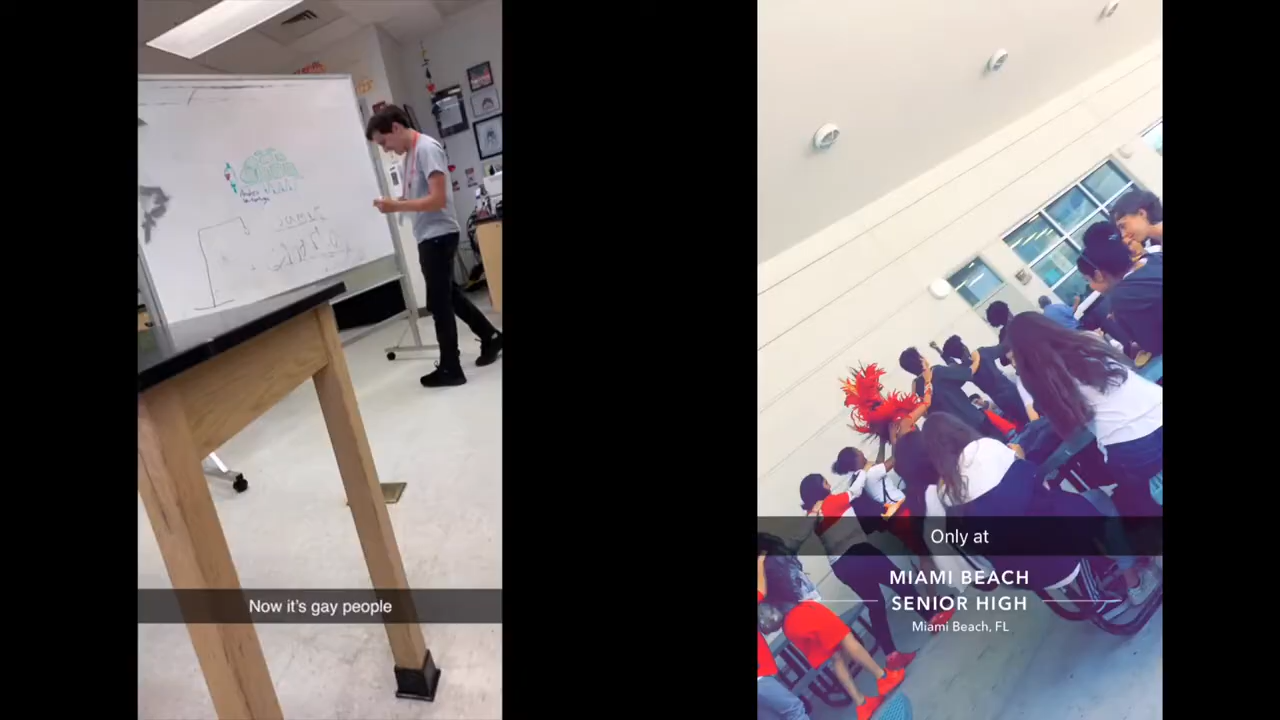 Now it's gay people
Only at
MIAMI BEACH
SENIOR HIGH
Miami Beach, FL